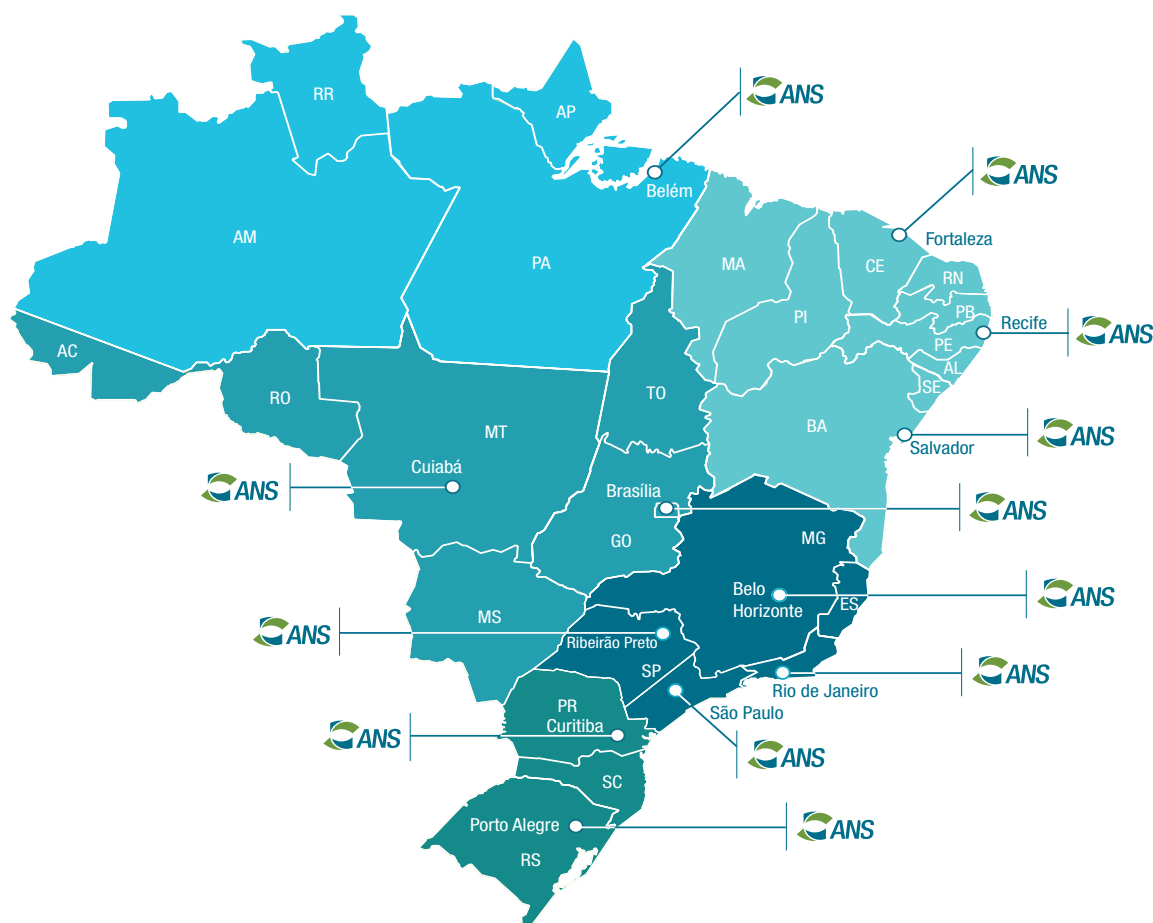 RR
AP
ANS
Belém
ANS
AM
Fortaleza
PA
MA
CE
RN
PI
PB
Recife
ANS
PE
AC
AL
SE
RO
TO
BA
MT
ANS
Salvador
Cuiabá
ANS
Brasília
ANS
GO
MG
Belo
Horizonte
ANS
ES
MS
ANS
Ribeirão Preto
SP
ANS
Rio de Janeiro
São Paulo
PR
Curitiba
ANS
ANS
SC
Porto Alegre
ANS
RS